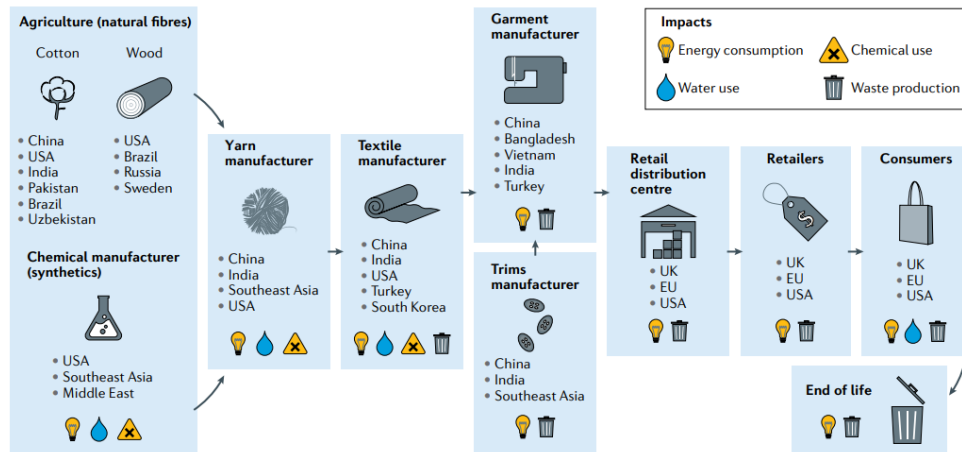 Agriculture (natural fibres)
Cotton
Wood
• China
• USA
• India
• Pakistan
• Brazil
• Uzbekistan
• USA
• Brazil
• Russia
• Sweden
Chemical manufacturer
(synthetics)
• USA
• Southeast Asia
• Middle East
Yarn
manufacturer
• China
• India
• Southeast Asia
• USA
Textile
manufacturer
• China
• India
• USA
• Turkey
• South Korea
Garment
manufacturer
• China
• Bangladesh
• Vietnam
• India
• Turkey
Trims
manufacturer
• China
• India
• Southeast Asia
Impacts
Energy consumption
Chemical use
Water use
Waste production
Retail
distribution
centre
• UK
• EU
• USA
Retailers
$
• UK
• EU
• USA
Consumers
• UK
• EU
• USA
End of life